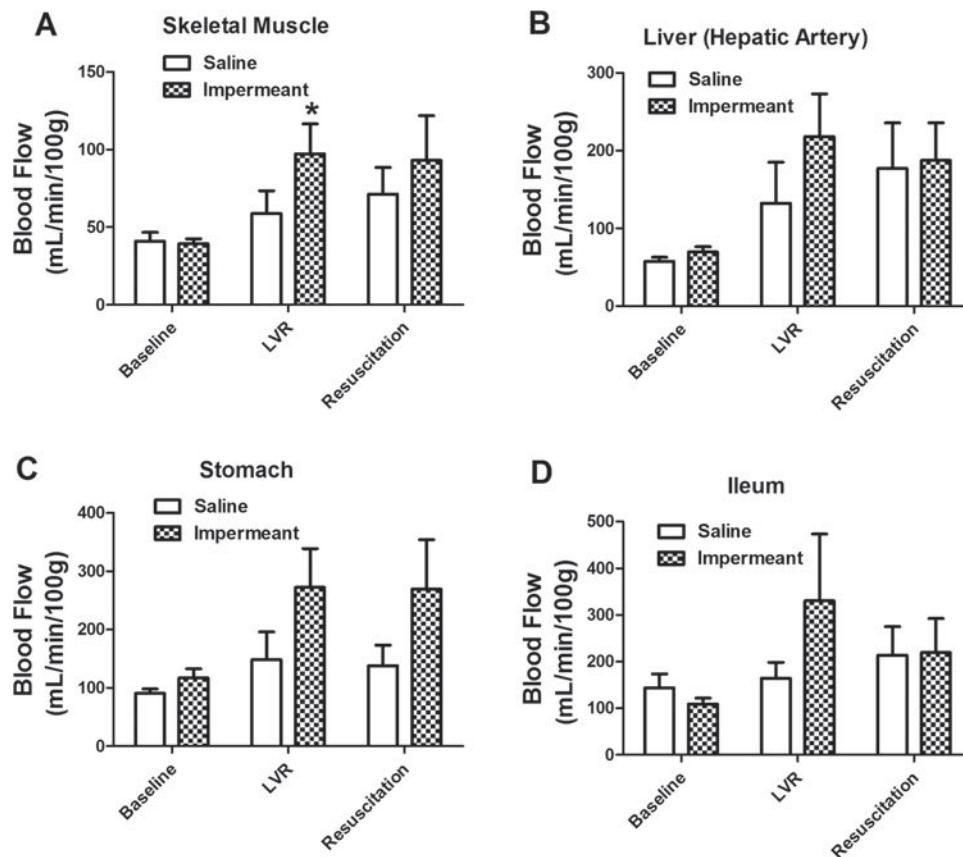 A
Skeletal Muscle
Saline
Impermeant
Blood Flow
(mL/min/100g)
150
100
50
0
*
Baseline
LVR
Resuscitation
B
Liver (Hepatic Artery)
Saline
Impermeant
Blood Flow
(mL/min/100g)
300
200
100
0
Baseline
LVR
Resuscitation
C
Stomach
Saline
Impermeant
Blood Flow
(mL/min/100g)
400
300
200
100
0
Baseline
LVR
Resuscitation
D
Ileum
Saline
Impermeant
Blood Flow
(mL/min/100g)
500
400
300
200
100
0
Baseline
LVR
Resuscitation